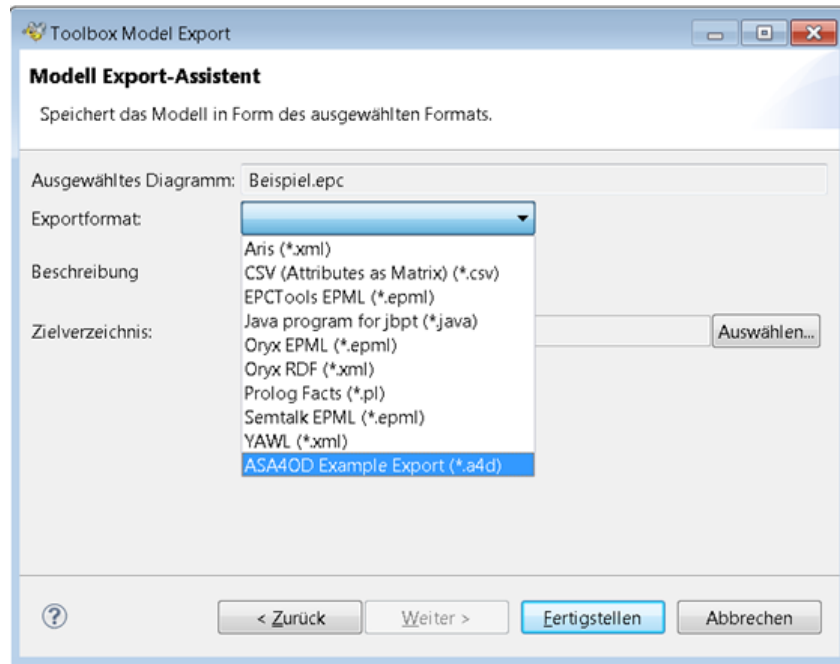 Toolbox Model Export
Modell Export-Assistent
Speichert das Modell in Form des ausgewählten Formats.
Ausgewähltes Diagramm: Beispiel.epc
Exportformat:
Aris (*.xml)
CSV (Attributes as Matrix) (*.csv)
Beschreibung
EPCTools EPML (*.epml)
Java program for jbpt (*.java)
Zielverzeichnis:
Auswählen...
Oryx EPML (*.epml)
Oryx RDF (*.xml)
Prolog Facts (*.pl)
Semtalk EPML (*.epml)
YAWL (*.xml)
ASA4OD Example Export (*.a4d)
? < Zurück Weiter > Fertigstellen Abbrechen